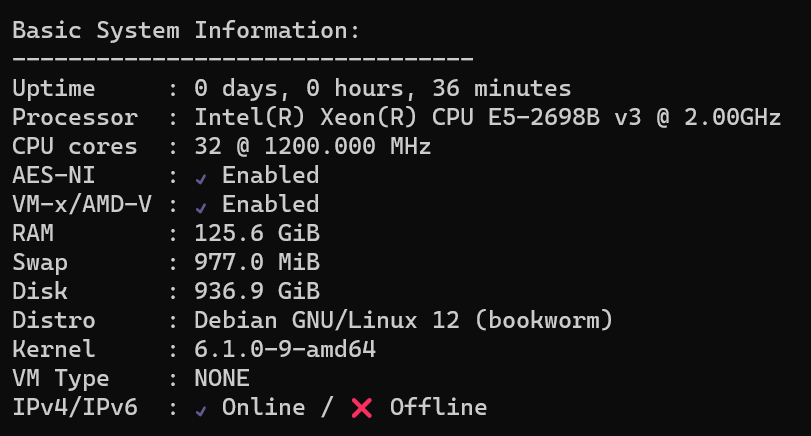 Basic System Information:
---------------------------------
Uptime     : 0 days, 0 hours, 36 minutes
Processor  : Intel(R) Xeon(R) CPU E5-2698B v3 @ 2.00GHz
CPU cores  : 32 @ 1200.000 MHz
AES-NI     : ✔ Enabled
VM-x/AMD-V : ✔ Enabled
RAM        : 125.6 GiB
Swap       : 977.0 MiB
Disk       : 936.9 GiB
Distro     : Debian GNU/Linux 12 (bookworm)
Kernel     : 6.1.0-9-amd64
VM Type    : NONE
IPv4/IPv6  : ✔ Online / ❌ Offline